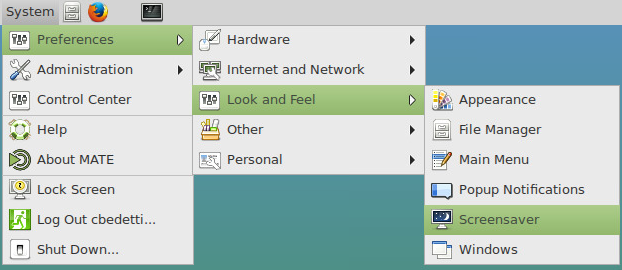 System
Preferences
Administration
Control Center
Help
About MATE
Lock Screen
Log Out cbedetti...
Shut Down...
Hardware
Internet and Network
Look and Feel
Other
Personal
Appearance
File Manager
Main Menu
Popup Notifications
Screensaver
Windows